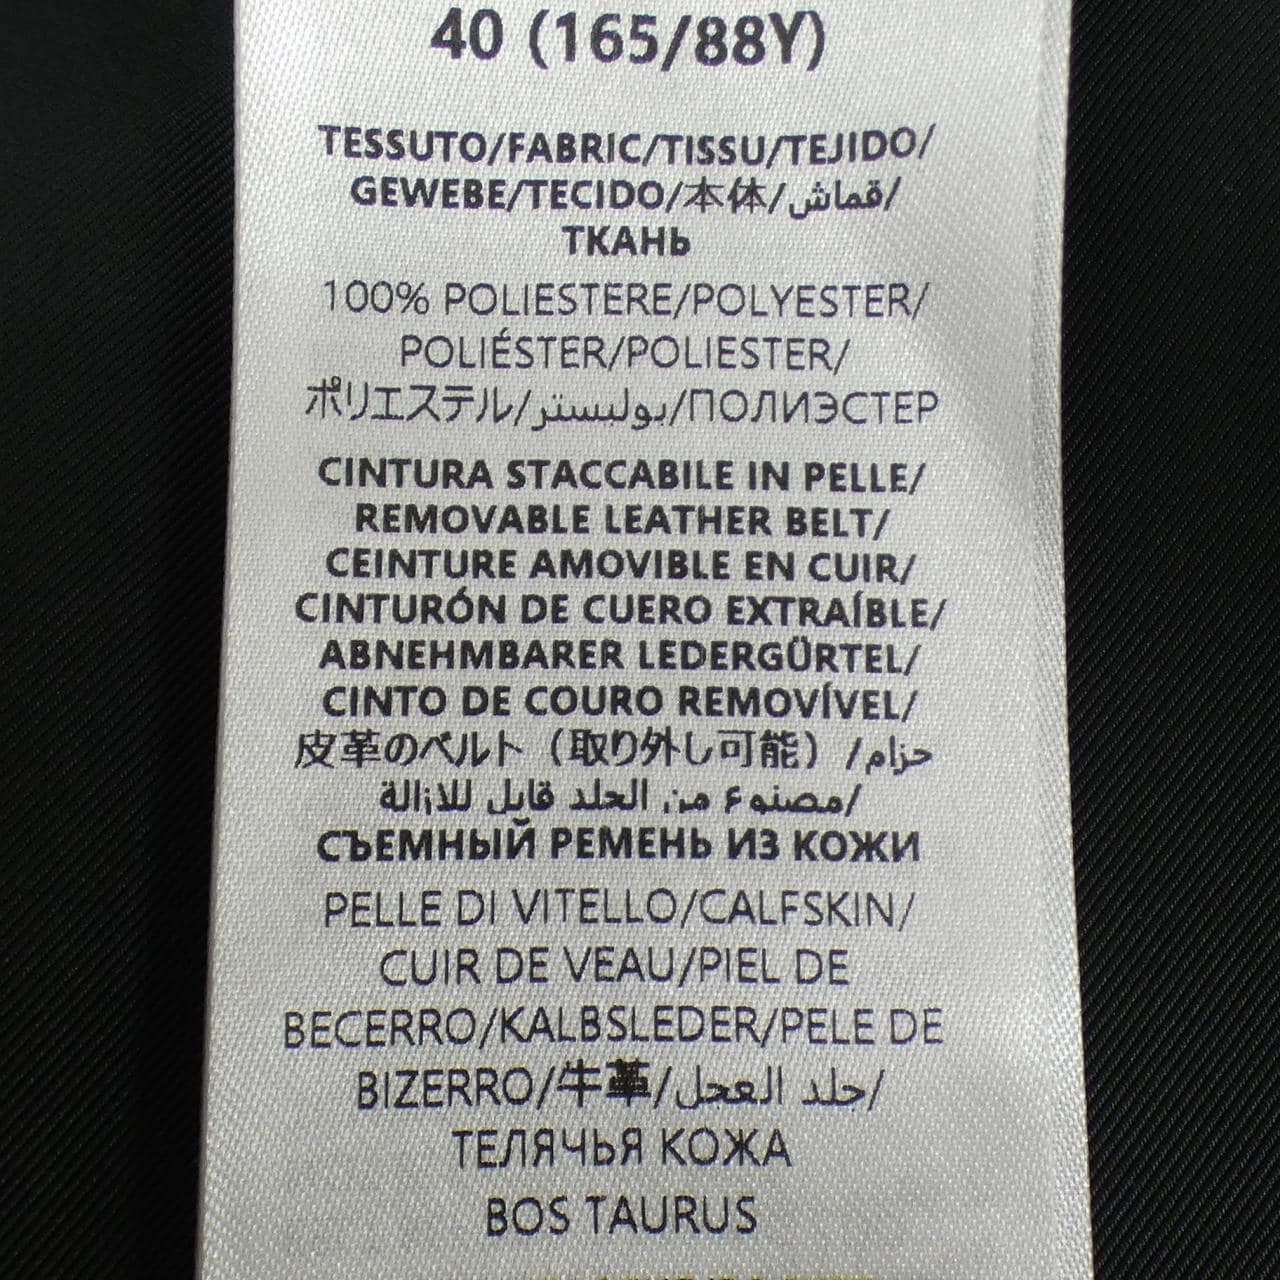 40 (165/88Y)
TESSUTO/FABRIC/TISSU/TEJIDO/
GEWEBE/TECIDO/本体/قماش/
ТКАНЬ
100% POLIESTERE/POLYESTER/
POLIÉSTER/POLIESTER/
ポリエステル/بوليستر/ПОЛИЭСТЕР
CINTURA STACCABILE IN PELLE/
REMOVABLE LEATHER BELT/
CEINTURE AMOVIBLE EN CUIR/
CINTURÓN DE CUERO EXTRAÍBLE/
ABNEHMBARER LEDERGÜRTEL/
CINTO DE COURO REMOVÍVEL/
皮革のベルト（取り外し可能）/حزام
مصنوع من الجلد قابل للإزالة/
СЪЕМНЫЙ РЕМЕНЬ ИЗ КОЖИ
PELLE DI VITELLO/CALFSKIN/
CUIR DE VEAU/PIEL DE
BECERRO/KALBSLEDER/PELE DE
BIZERRO/牛革/جلد العجل/
ТЕЛЯЧЬЯ КОЖА
BOS TAURUS